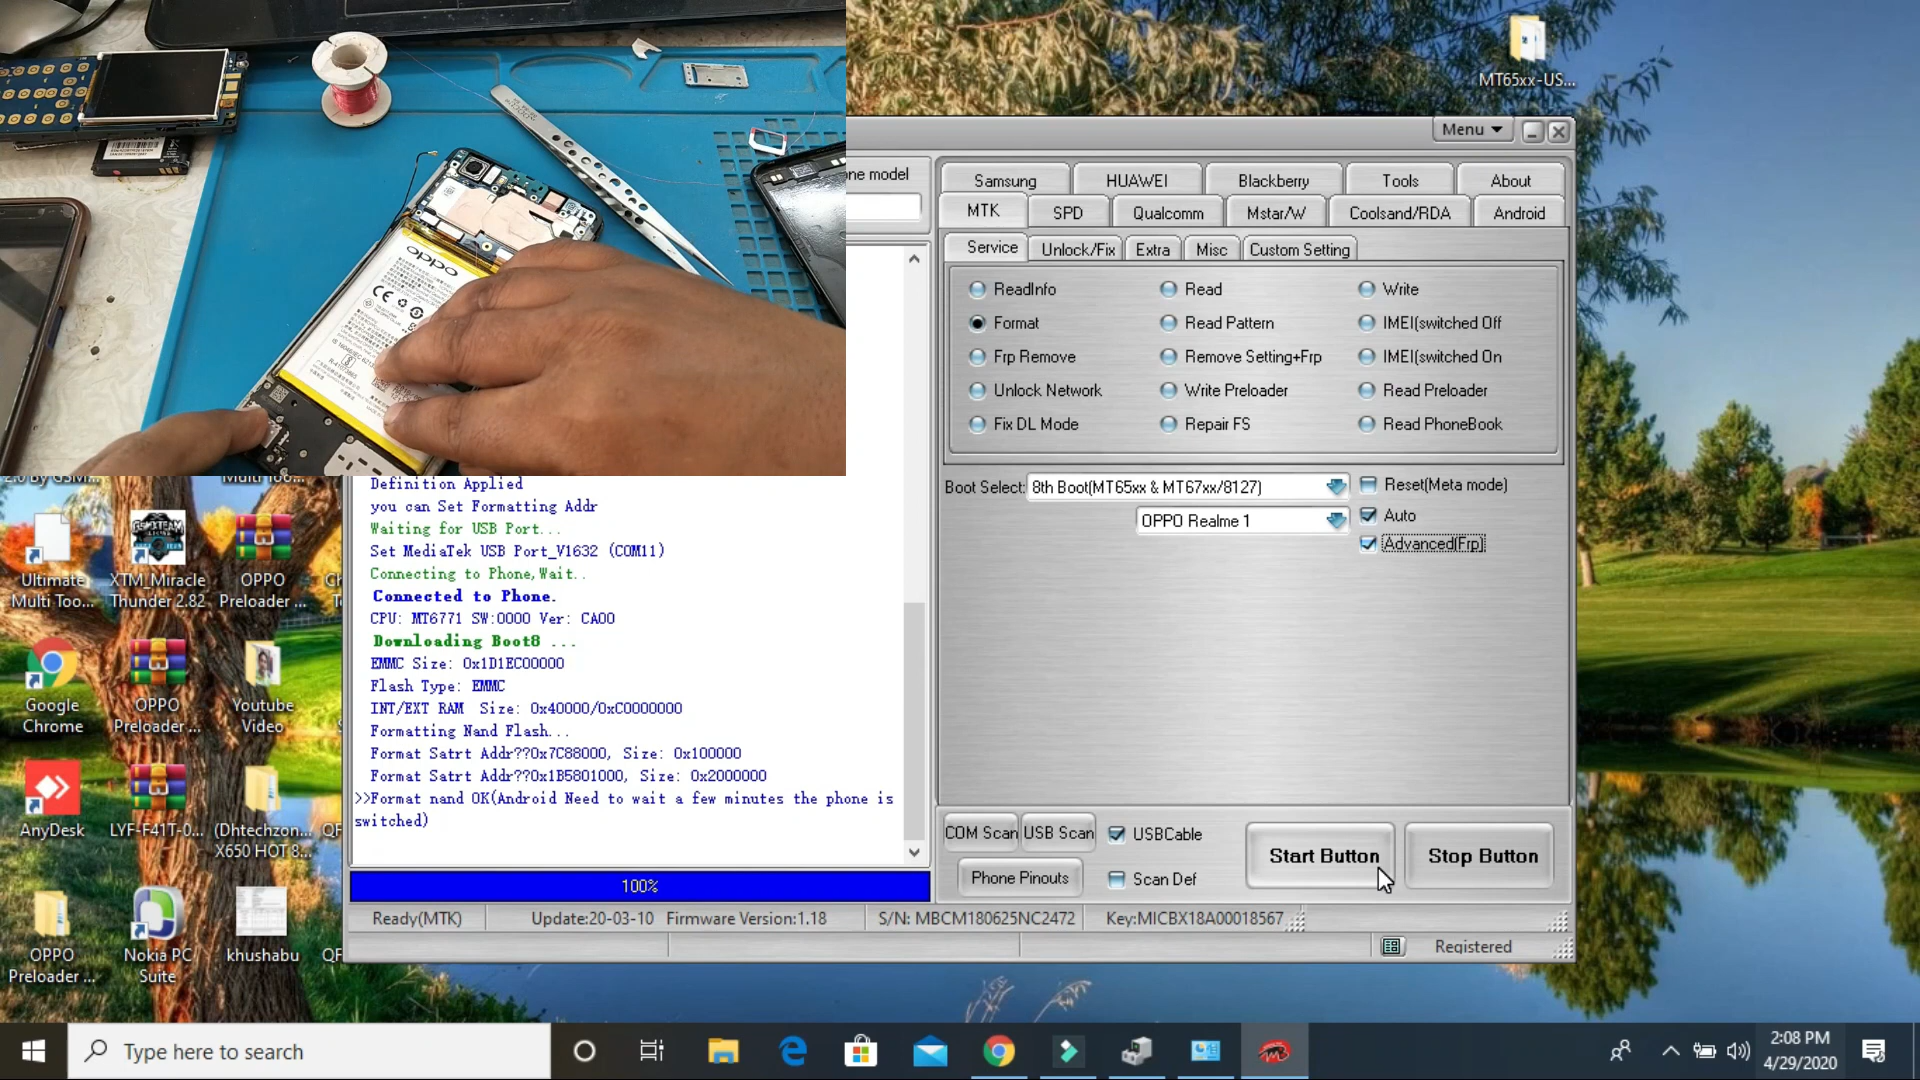 MT65xx-US...
oppo
CE
Menu
one model
Samsung
HUAWEI
Blackberry
Tools
About
MTK
SPD
Qualcomm
Mstar/W
Coolsand/RDA
Android
Service
Unlock/Fix
Extra
Misc
Custom Setting
ReadInfo
Read
Write
Format
Read Pattern
IMEI(switched Off
Frp Remove
Remove Setting+Frp
IMEI(switched On
Unlock Network
Write Preloader
Read Preloader
Fix DL Mode
Repair FS
Read PhoneBook
Boot Select:
8th Boot(MT65xx & MT67xx/8127)
Reset(Meta mode)
OPPO Realme 1
Auto
Advanced(Frp)
Definition Applied
you can Set Formatting Addr
Waiting for USB Port...
Set MediaTek USB Port_V1632 (COM11)
Connecting to Phone,Wait..
Connected to Phone.
CPU: MT6771 SW:0000 Ver: CA00
Downloading Boot8 ...
EMMC Size: 0x1D1EC00000
Flash Type: EMMC
INT/EXT RAM Size: 0x40000/0xC0000000
Formatting Nand Flash...
Format Satrt Addr??0x7C88000, Size: 0x100000
Format Satrt Addr??0x1B5801000, Size: 0x2000000
>>Format nand OK(Android Need to wait a few minutes the phone is
switched)
COM Scan
USB Scan
USBCable
Start Button
Stop Button
Phone Pinouts
Scan Def
100%
Ready(MTK)
Update:20-03-10
Firmware Version:1.18
S/N: MBCM180625NC2472
Key:MICBX18A00018567
Registered
Ultimate
Multi Too...
XTM_Miracle
Thunder 2.82
OPPO
Preloader ...
Google
Chrome
OPPO
Preloader ...
Youtube
Video
AnyDesk
LYF-F41T-0...
(Dhtechzon...
X650 HOT 8...
OPPO
Preloader ...
Nokia PC
Suite
khushabu
Type here to search
2:08 PM
4/29/2020